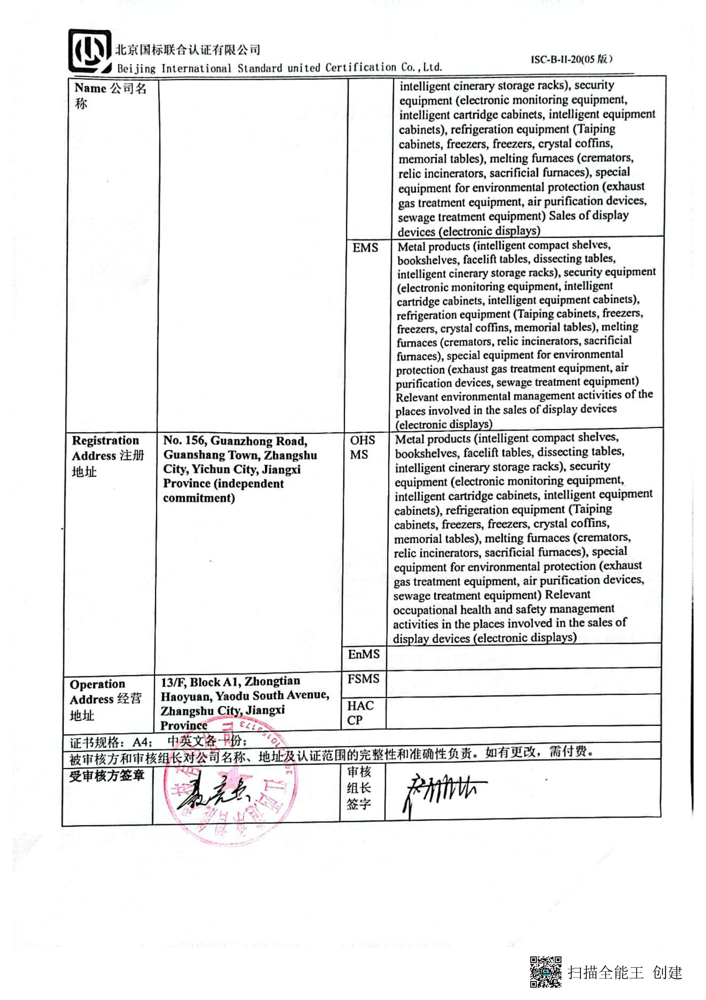 北京国标联合认证有限公司
Beijing International Standard united Certification Co.,Ltd.
ISC-B-II-20(05 版)
Name 公司名
称
intelligent cinerary storage racks), security
equipment (electronic monitoring equipment,
intelligent cartridge cabinets, intelligent equipment
cabinets), refrigeration equipment (Taiping
cabinets, freezers, freezers, crystal coffins,
memorial tables), melting furnaces (cremators,
relic incinerators, sacrificial furnaces), special
equipment for environmental protection (exhaust
gas treatment equipment, air purification devices,
sewage treatment equipment) Sales of display
devices (electronic displays)
EMS
Metal products (intelligent compact shelves,
bookshelves, facelift tables, dissecting tables,
intelligent cinerary storage racks), security equipment
(electronic monitoring equipment, intelligent
cartridge cabinets, intelligent equipment cabinets),
refrigeration equipment (Taiping cabinets, freezers,
freezers, crystal coffins, memorial tables), melting
furnaces (cremators, relic incinerators, sacrificial
furnaces), special equipment for environmental
protection (exhaust gas treatment equipment, air
purification devices, sewage treatment equipment)
Relevant environmental management activities of the
places involved in the sales of display devices
(electronic displays)
Registration
Address 注册
地址
No. 156, Guanzhong Road,
Guanshang Town, Zhangshu
City, Yichun City, Jiangxi
Province (independent
commitment)
OHS
MS
Metal products (intelligent compact shelves,
bookshelves, facelift tables, dissecting tables,
intelligent cinerary storage racks), security
equipment (electronic monitoring equipment,
intelligent cartridge cabinets, intelligent equipment
cabinets), refrigeration equipment (Taiping
cabinets, freezers, freezers, crystal coffins,
memorial tables), melting furnaces (cremators,
relic incinerators, sacrificial furnaces), special
equipment for environmental protection (exhaust
gas treatment equipment, air purification devices,
sewage treatment equipment) Relevant
occupational health and safety management
activities in the places involved in the sales of
display devices (electronic displays)
EnMS
Operation
Address 经营
地址
13/F, Block A1, Zhongtian
Haoyuan, Yaodu South Avenue,
Zhangshu City, Jiangxi
Province
FSMS
HAC
CP
证书规格：A4； 中英文各一份；
被审核方和审核组长对公司名称、地址及认证范围的完整性和准确性负责。如有更改，需付费。
受审核方签章
审核
组长
签字
扫描全能王 创建